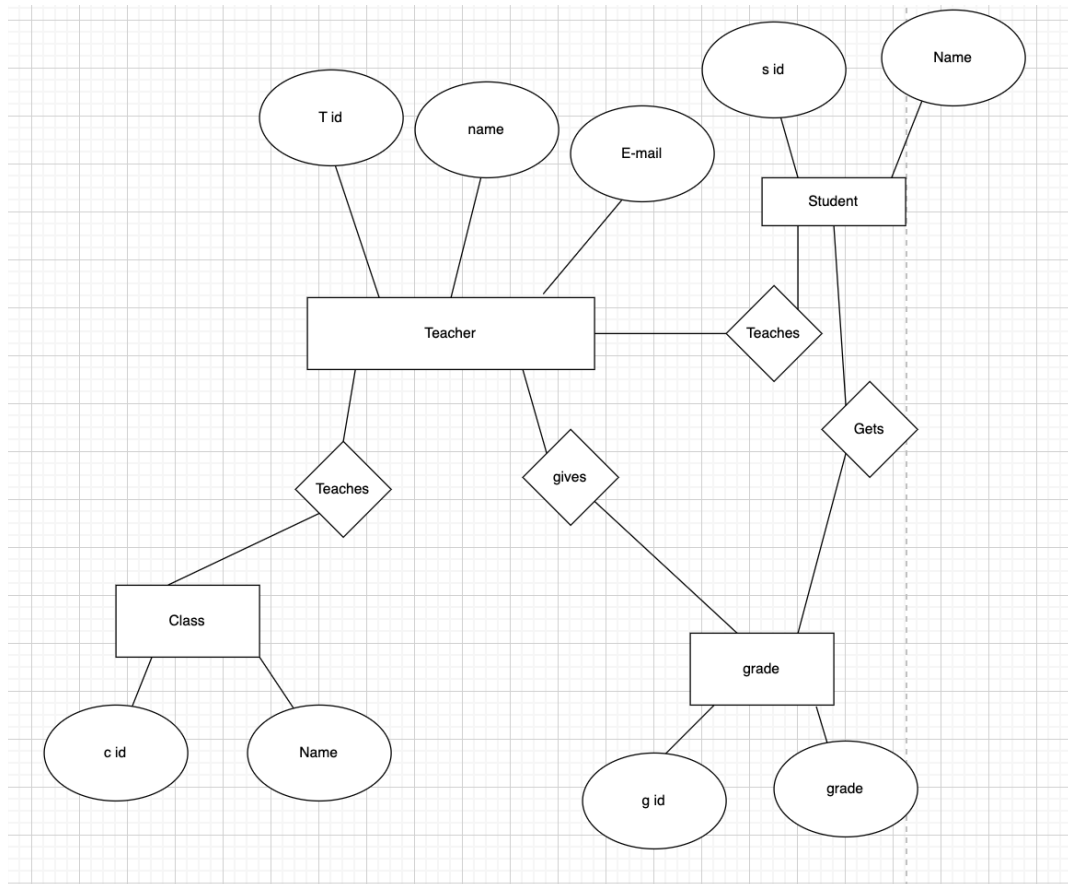 s id
Name
T id
name
E-mail
Student
Teacher
Teaches
Gets
gives
Teaches
Class
grade
c id
Name
g id
grade